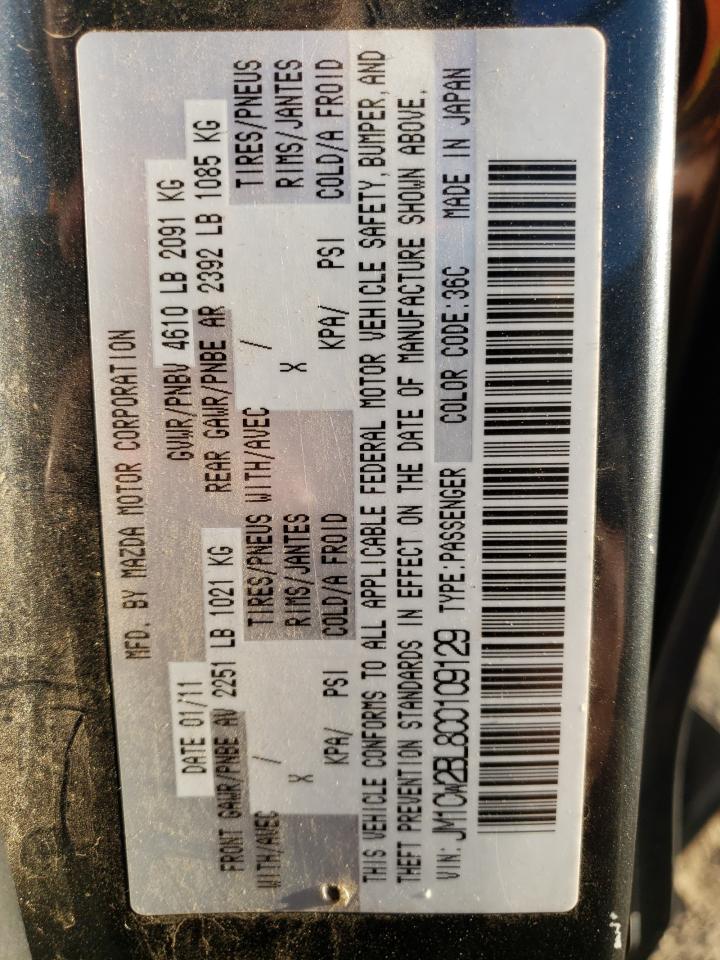 MFD. BY MAZDA MOTOR CORPORATION
DATE 01/11 GVWR/PNBV 4610 LB 2091 KG
FRONT GAWR/PNBE AV 2251 LB 1021 KG REAR GAWR/PNBE AR 2392 LB 1085 KG
WITH/AVEC / TIRES/PNEUS WITH/AVEC / TIRES/PNEUS
X RIMS/JANTES X RIMS/JANTES
KPA/ PSI COLD/A FROID KPA/ PSI COLD/A FROID
THIS VEHICLE CONFORMS TO ALL APPLICABLE FEDERAL MOTOR VEHICLE SAFETY, BUMPER, AND
THEFT PREVENTION STANDARDS IN EFFECT ON THE DATE OF MANUFACTURE SHOWN ABOVE.
VIN: JM1CW2BL8C0109129 TYPE:PASSENGER COLOR CODE:36C MADE IN JAPAN